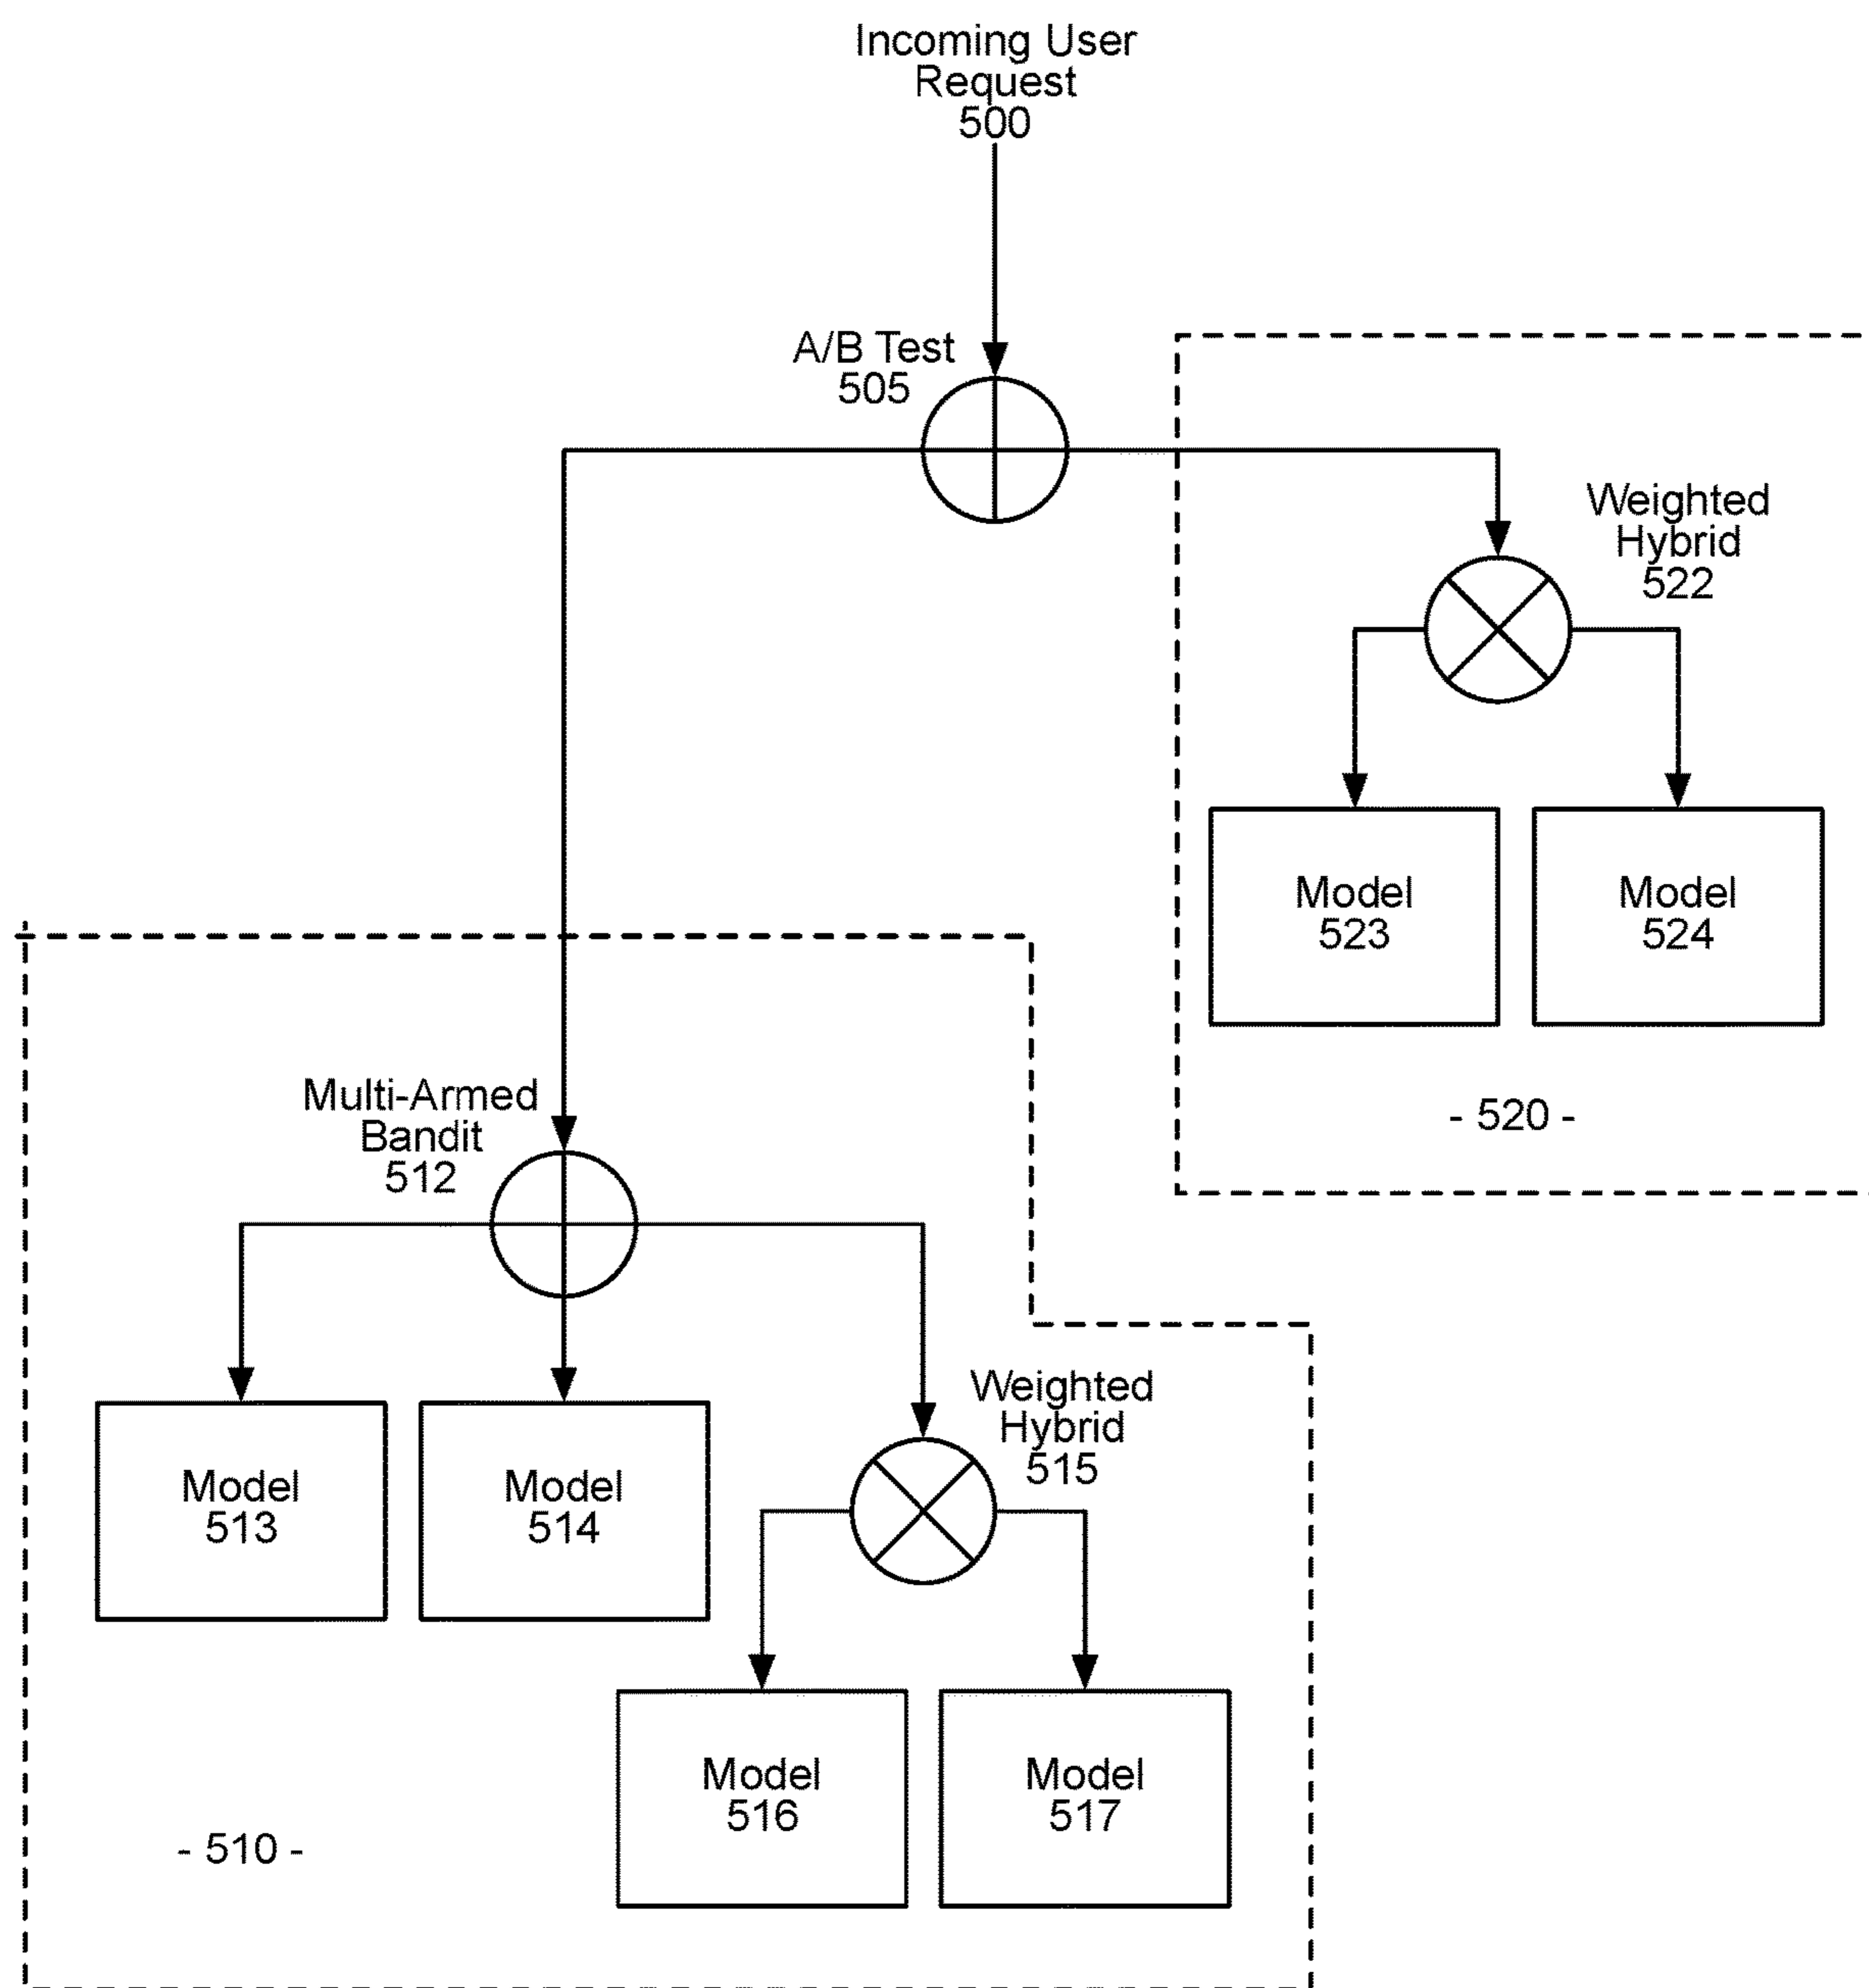 Incoming User
Request
500
A/B Test
505
Weighted
Hybrid
522
Model
523
Model
524
- 520 -
Multi-Armed
Bandit
512
Model
513
Model
514
Weighted
Hybrid
515
Model
516
Model
517
- 510 -